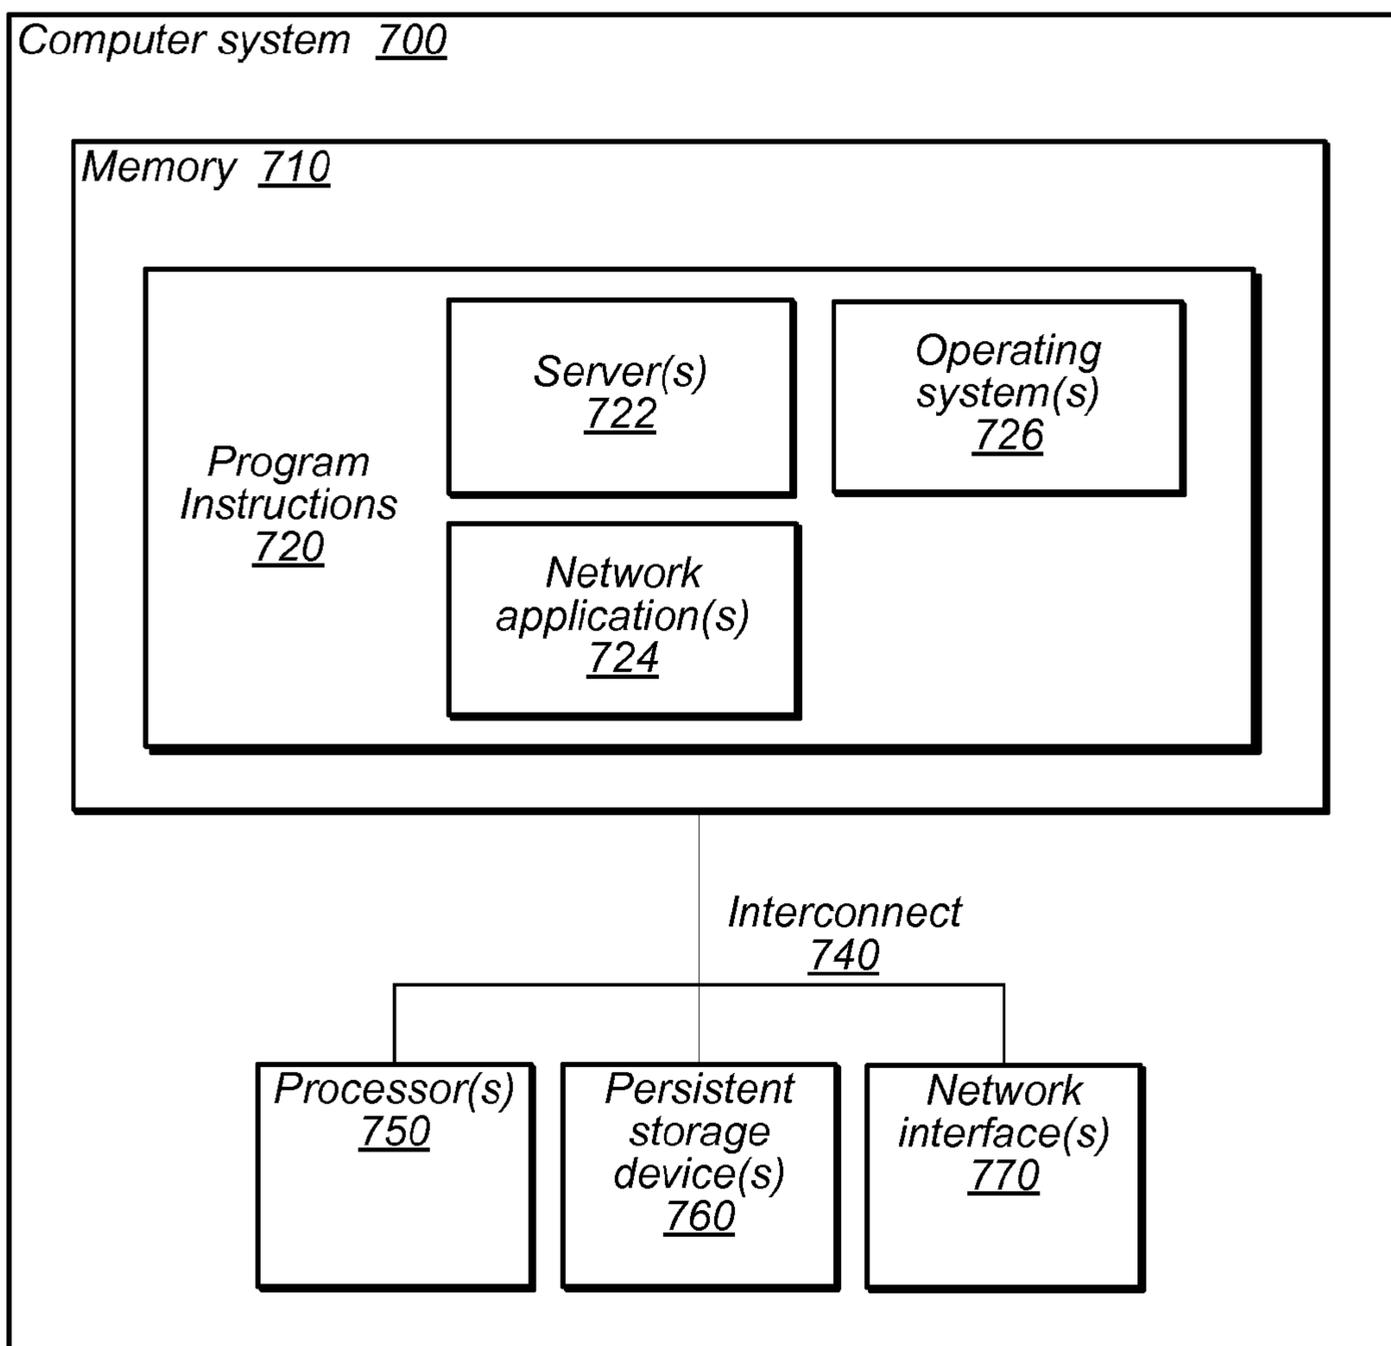 Computer system 700
Memory 710
Server(s)
722
Operating
system(s)
726
Program
Instructions
720
Network
application(s)
724
Interconnect
740
Processor(s)
750
Persistent
storage
device(s)
760
Network
interface(s)
770